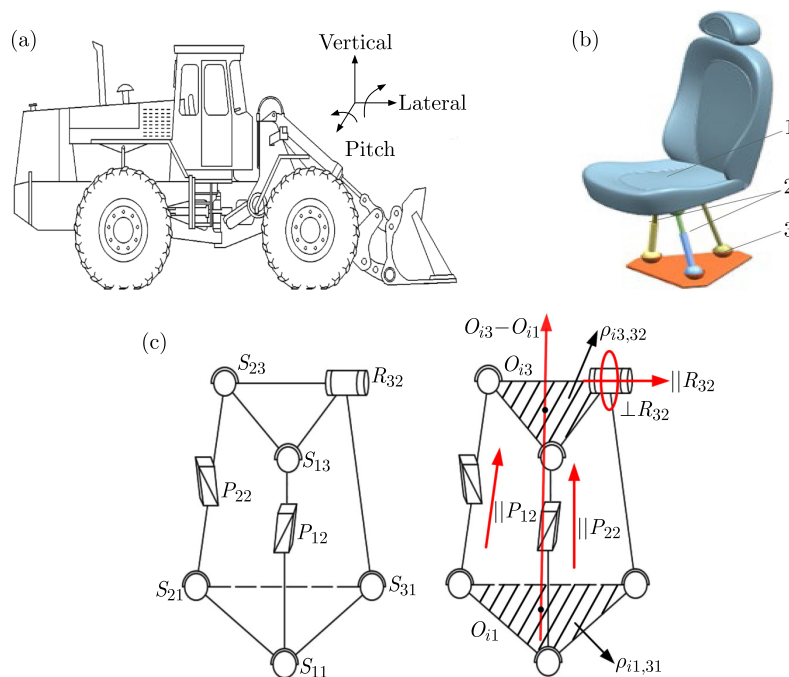 (a)
Vertical
Lateral
Pitch
(b)
1
2
3
(c)
S₂₃
R₃₂
S₁₃
P₂₂
P₁₂
S₂₁
S₃₁
S₁₁
Oᵢ₃−Oᵢ₁
ρᵢ₃,₃₂
Oᵢ₃
||R₃₂
⊥R₃₂
||P₁₂
||P₂₂
Oᵢ₁
ρᵢ₁,₃₁